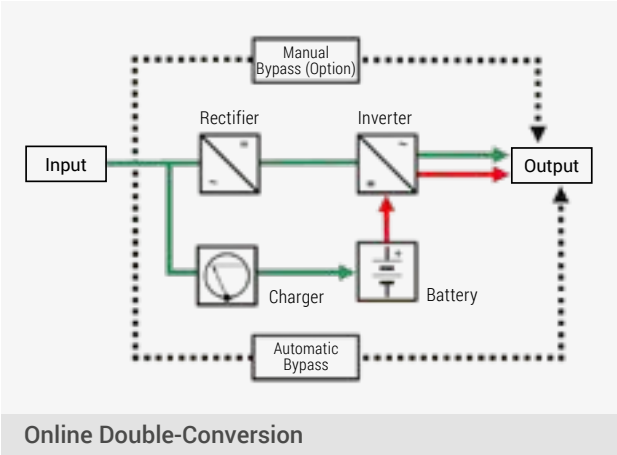 Manual
Bypass (Option)
Rectifier
Inverter
Input
Output
Charger
Battery
Automatic
Bypass
Online Double-Conversion